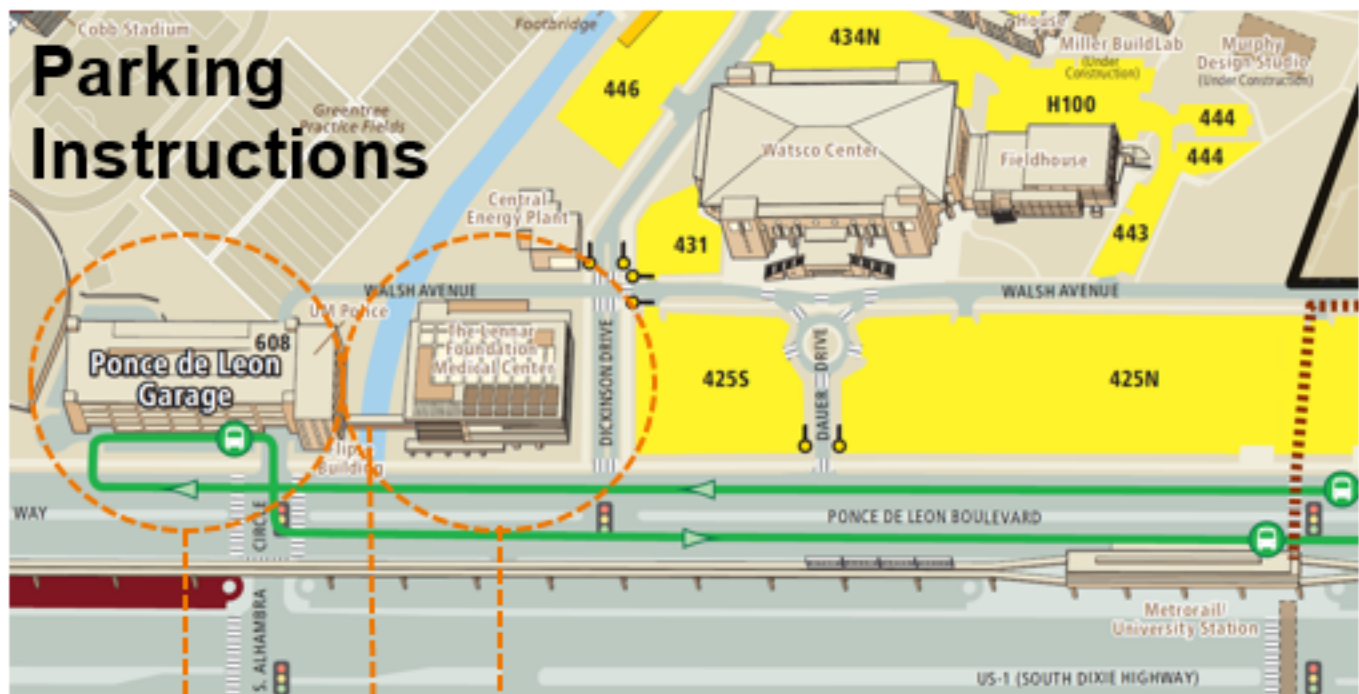 Cobb Stadium
Parking
Instructions
Footbridge
Greentree
Practice Fields
446
434N
House
Miller BuildLab
(Under
Construction)
Murphy
Design Studio
(Under Construction)
H100
444
444
Watsco Center
Fieldhouse
Central
Energy Plant
431
443
WALSH AVENUE
WALSH AVENUE
UM Police
608
Ponce de Leon
Garage
The Lennar
Foundation
Medical Center
DICKINSON DRIVE
425S
DAUER DRIVE
425N
Building
WAY
CIRCLE
PONCE DE LEON BOULEVARD
S. ALHAMBRA
Metrorail/
University Station
US-1 (SOUTH DIXIE HIGHWAY)